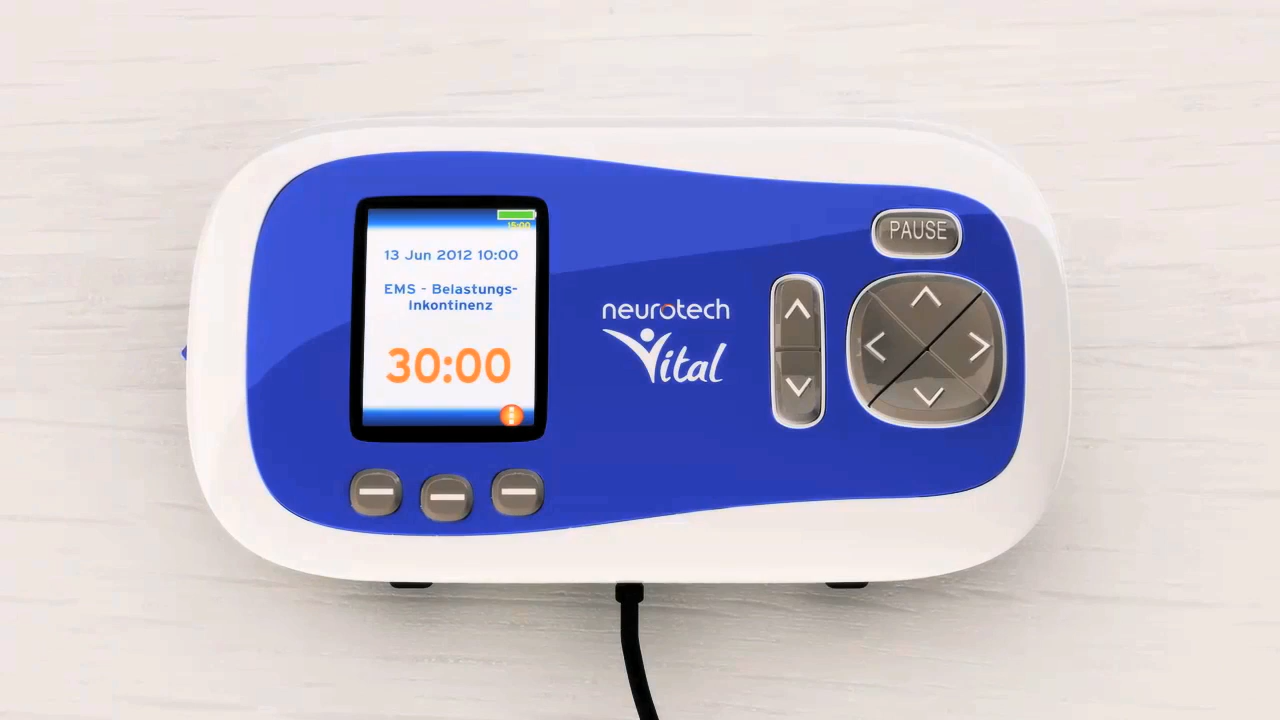 15:00
13 Jun 2012 10:00
EMS - Belastungs-
Inkontinenz
30:00
PAUSE
neurotech
Vital